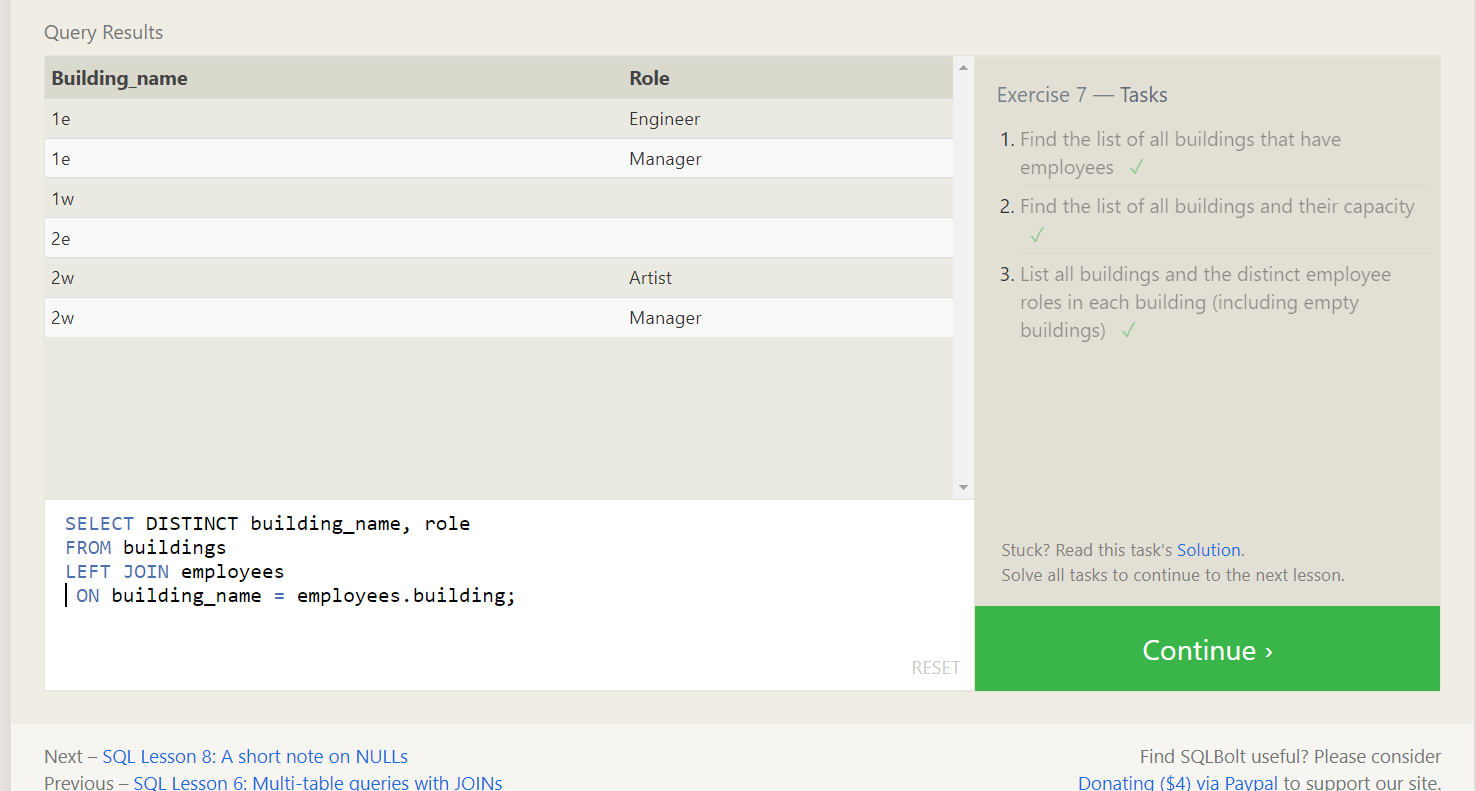 Query Results
Building_name Role
1e Engineer
1e Manager
1w
2e
2w Artist
2w Manager
SELECT DISTINCT building_name, role
FROM buildings
LEFT JOIN employees
ON building_name = employees.building;
RESET
Exercise 7 — Tasks
1. Find the list of all buildings that have
employees ✓
2. Find the list of all buildings and their capacity
✓
3. List all buildings and the distinct employee
roles in each building (including empty
buildings) ✓
Stuck? Read this task's Solution.
Solve all tasks to continue to the next lesson.
Continue ›
Next – SQL Lesson 8: A short note on NULLs
Previous – SQL Lesson 6: Multi-table queries with JOINs
Find SQLBolt useful? Please consider
Donating ($4) via Paypal to support our site.